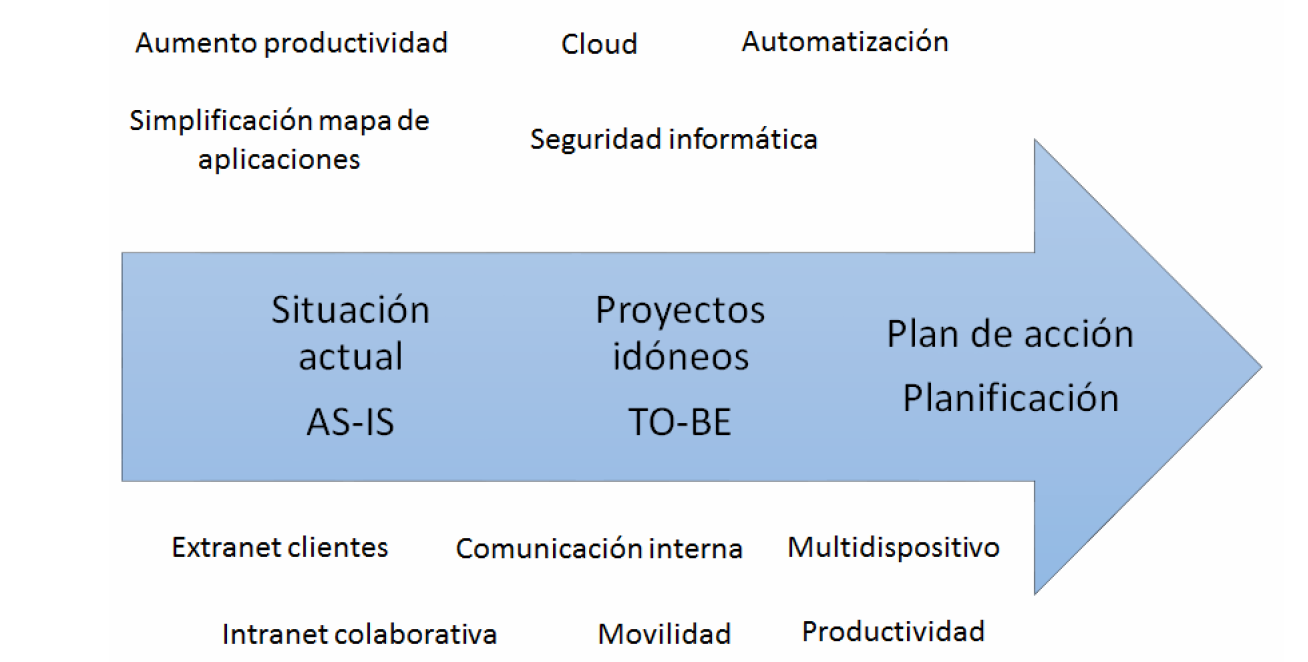 Aumento productividad
Cloud
Automatización
Simplificación mapa de
aplicaciones
Seguridad informática
Situación
actual
AS-IS
Proyectos
idóneos
TO-BE
Plan de acción
Planificación
Extranet clientes
Comunicación interna
Multidispositivo
Intranet colaborativa
Movilidad
Productividad